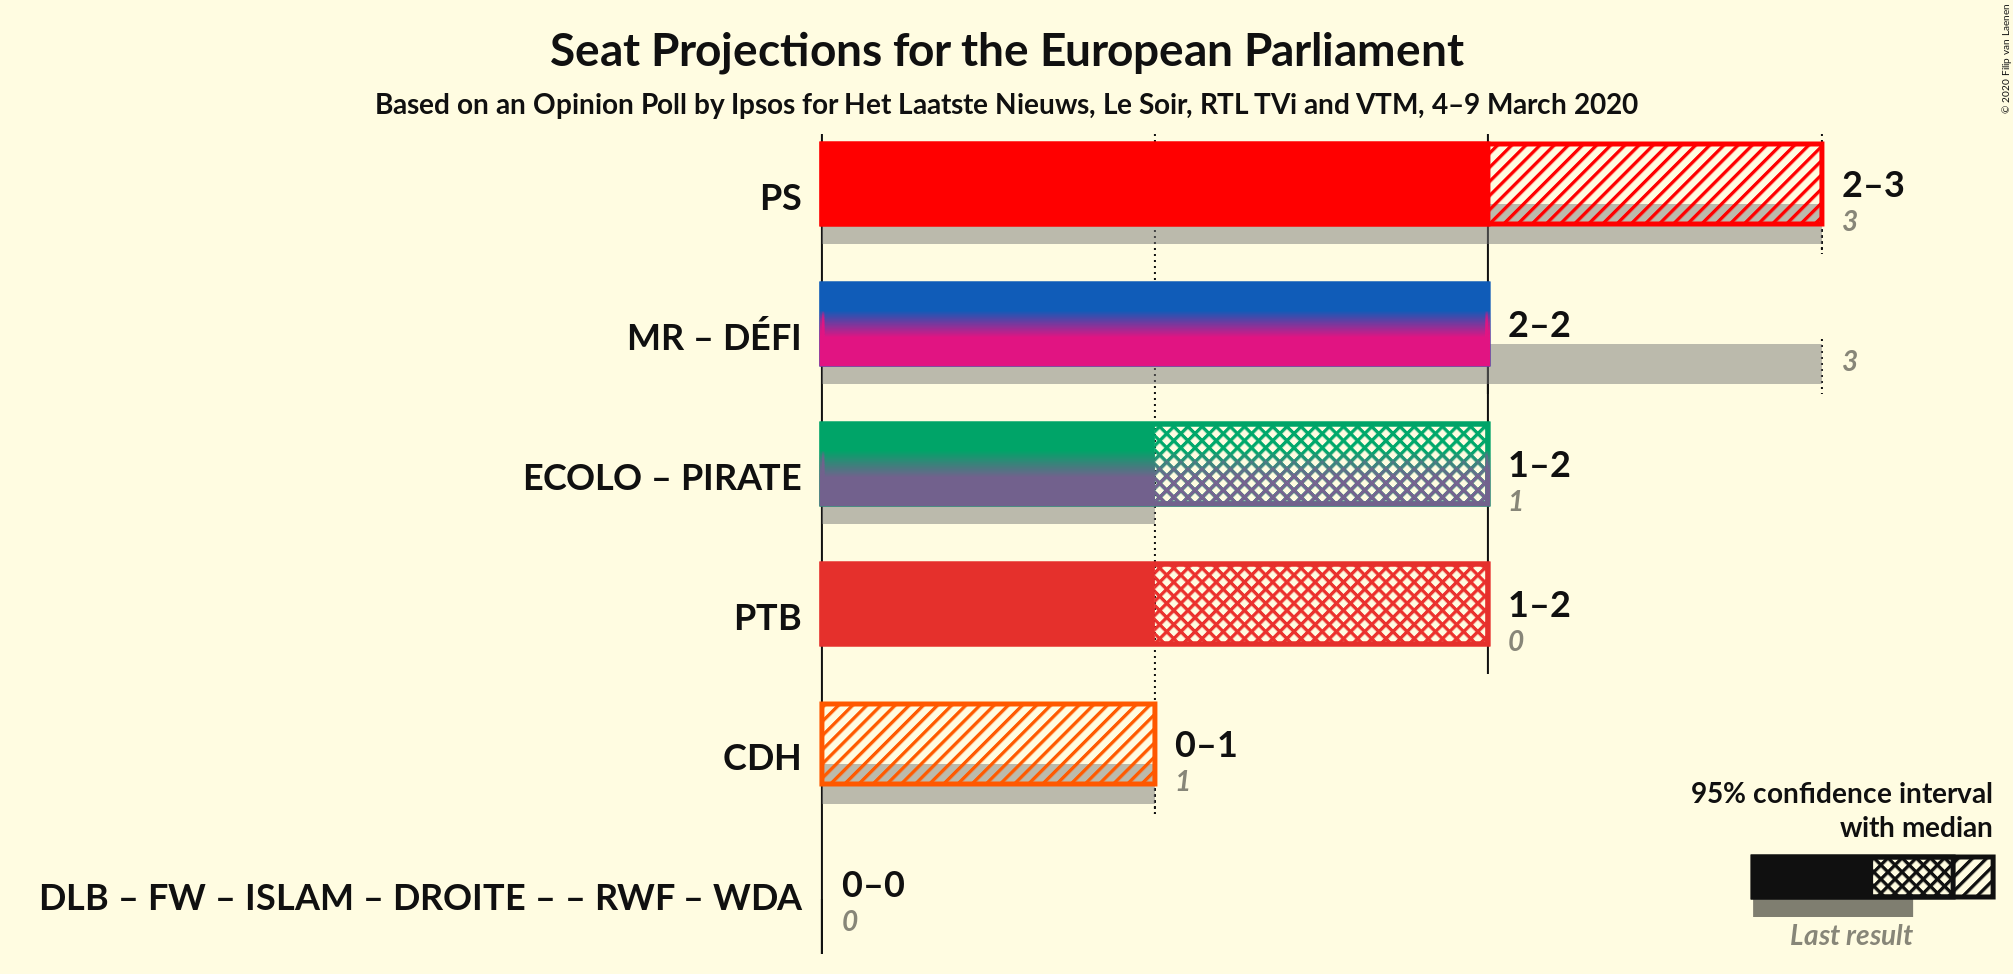 Seat Projections for the European Parliament
Based on an Opinion Poll by Ipsos for Het Laatste Nieuws, Le Soir, RTL TVi and VTM, 4–9 March 2020
© 2020 Filip van Laenen
PS
2–3
3
MR – DÉFI
2–2
3
ECOLO – PIRATE
1–2
1
PTB
1–2
0
CDH
0–1
1
DLB – FW – ISLAM – DROITE – – RWF – WDA
0–0
0
95% confidence interval
with median
Last result